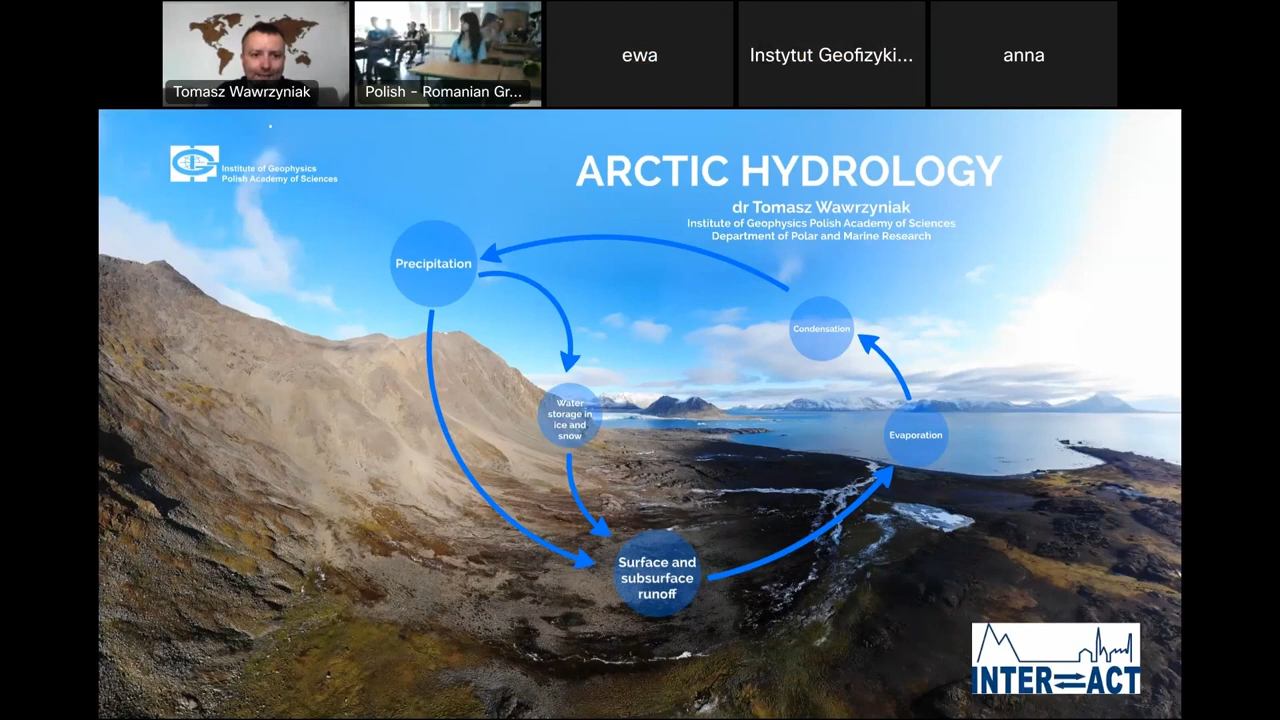 Tomasz Wawrzyniak
Polish - Romanian Gr...
ewa
Instytut Geofizyki...
anna
Institute of Geophysics
Polish Academy of Sciences
ARCTIC HYDROLOGY
dr Tomasz Wawrzyniak
Institute of Geophysics Polish Academy of Sciences
Department of Polar and Marine Research
Precipitation
Condensation
Water
storage in
ice and
snow
Evaporation
Surface and
subsurface
runoff
INTER⇌ACT